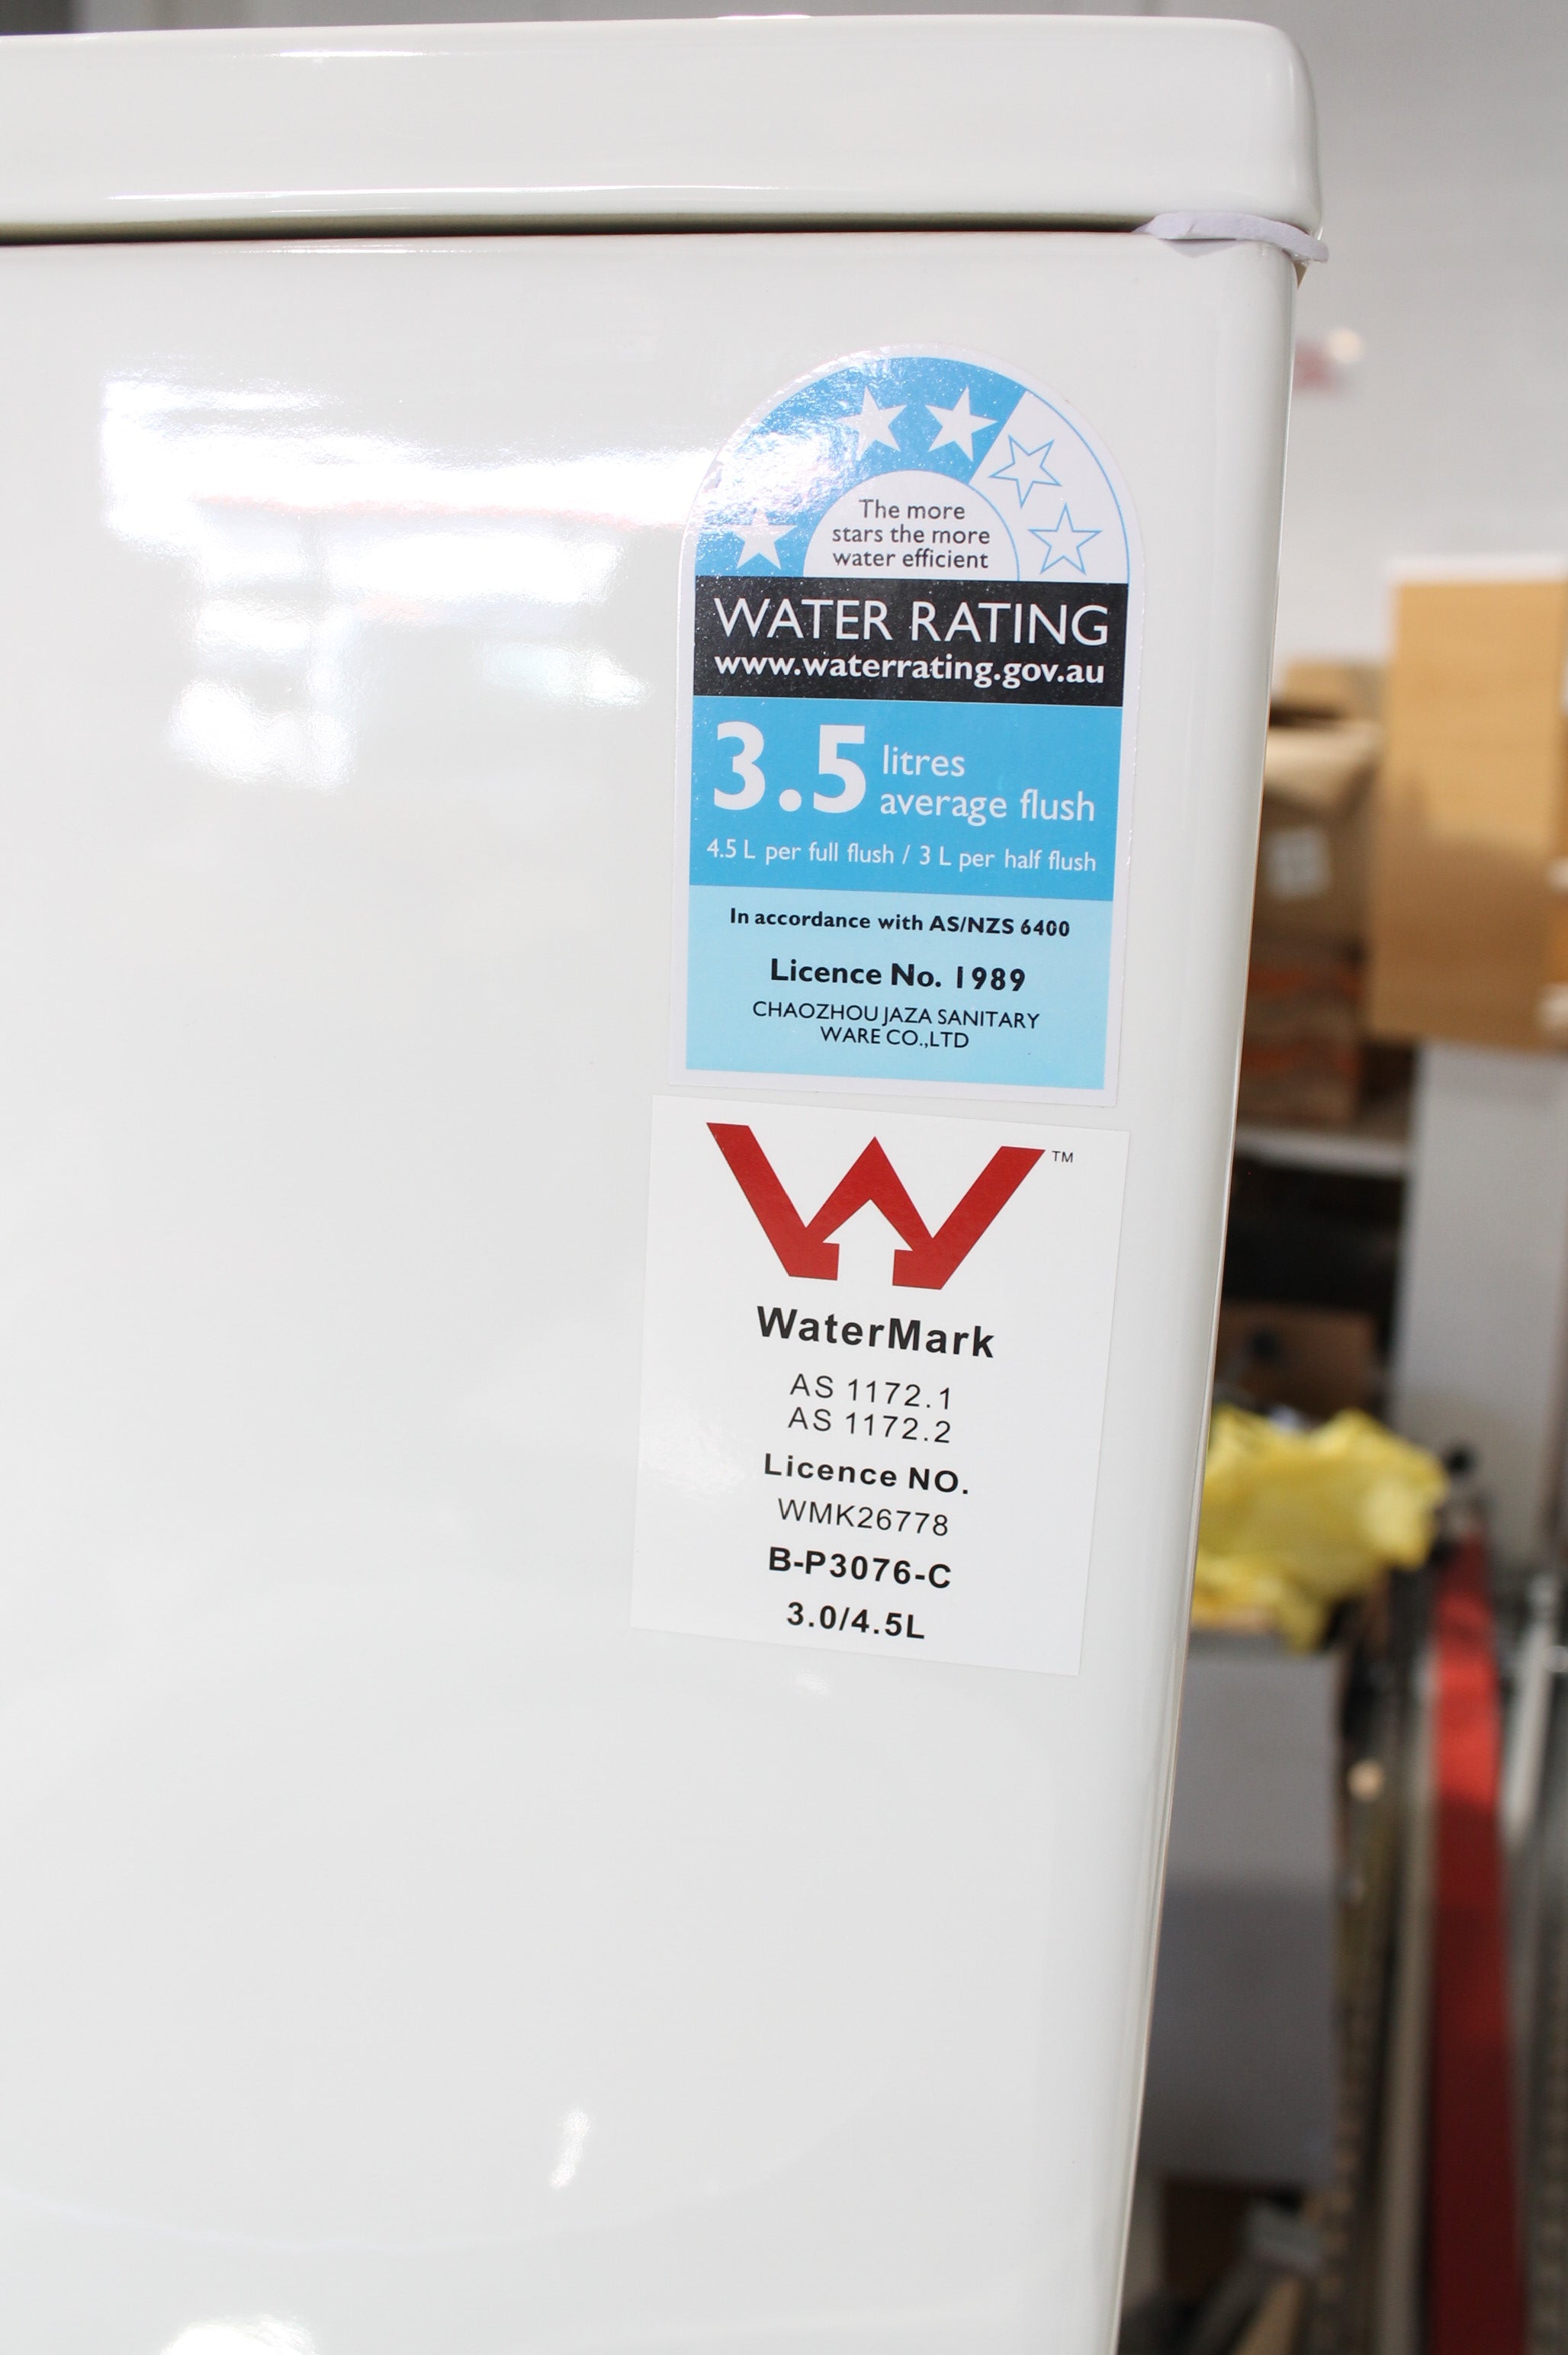 The more
stars the more
water efficient
WATER RATING
www.waterrating.gov.au
3.5 litres
average flush
4.5 L per full flush / 3 L per half flush
In accordance with AS/NZS 6400
Licence No. 1989
CHAOZHOU JAZA SANITARY
WARE CO.,LTD
W TM
WaterMark
AS 1172.1
AS 1172.2
Licence NO.
WMK26778
B-P3076-C
3.0/4.5L